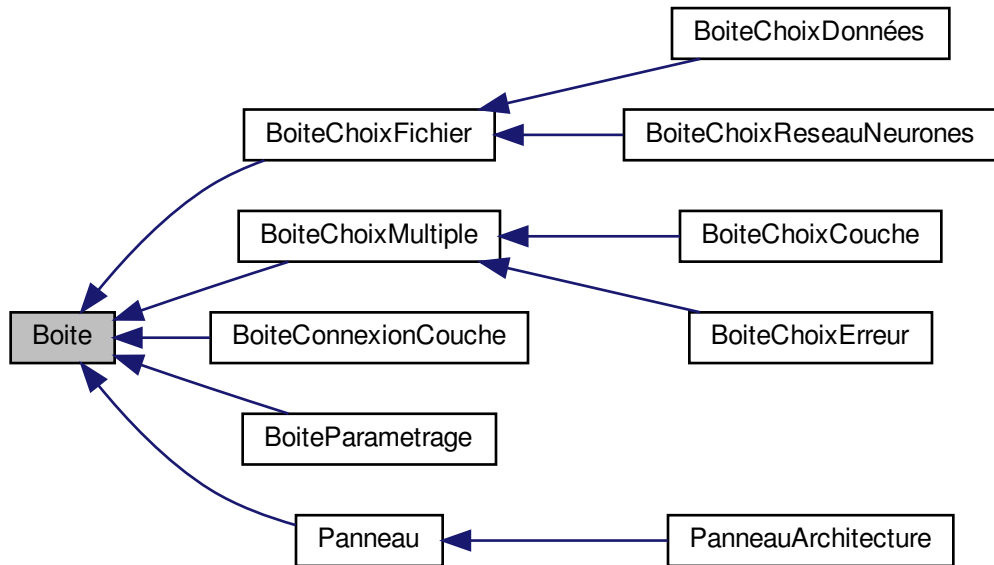 BoiteChoixDonnées
BoiteChoixFichier
BoiteChoixReseauNeurones
BoiteChoixMultiple
BoiteChoixCouche
Boite
BoiteConnexionCouche
BoiteChoixErreur
BoiteParametrage
Panneau
PanneauArchitecture